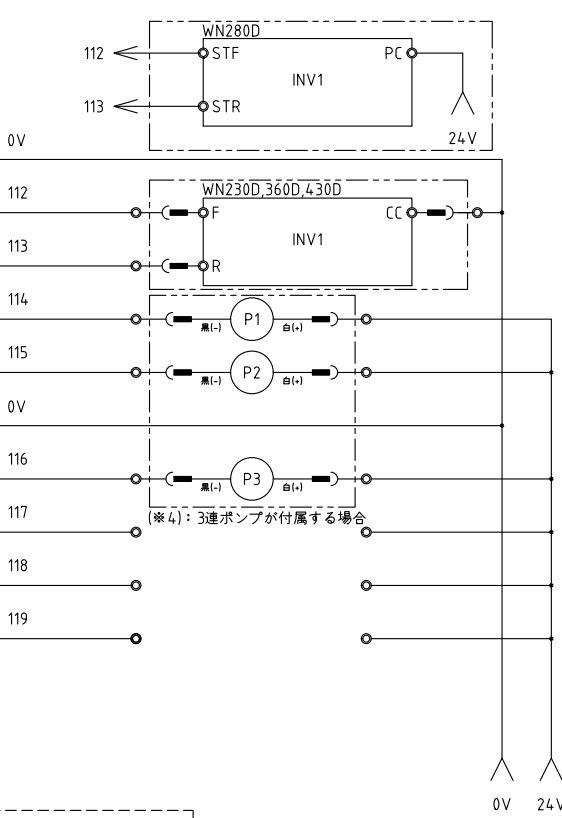 WN280D
112
STF
PC
INV1
113
STR
24V
0V
WN230D,360D,430D
112
F
CC
INV1
113
R
114
黒(-)
P1
白(+)
115
黒(-)
P2
白(+)
0V
116
黒(-)
P3
白(+)
117
(※4)：3連ポンプが付属する場合
118
119
0V
24V